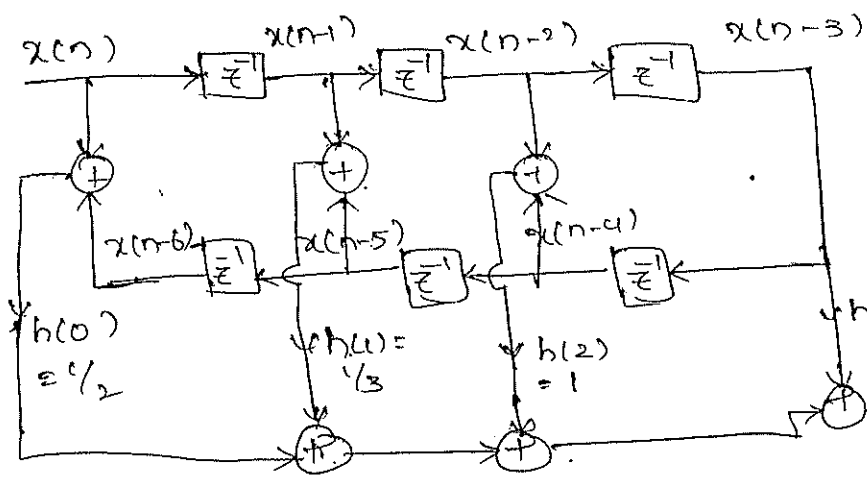 x(n) x(n-1) x(n-2) x(n-3)
z⁻¹ z⁻¹ z⁻¹
+ + +
x(n-6) x(n-5) x(n-4)
z⁻¹ z⁻¹ z⁻¹
h(0) h(1)= h(2) h
= 1/2 1/3 = 1
+ + +